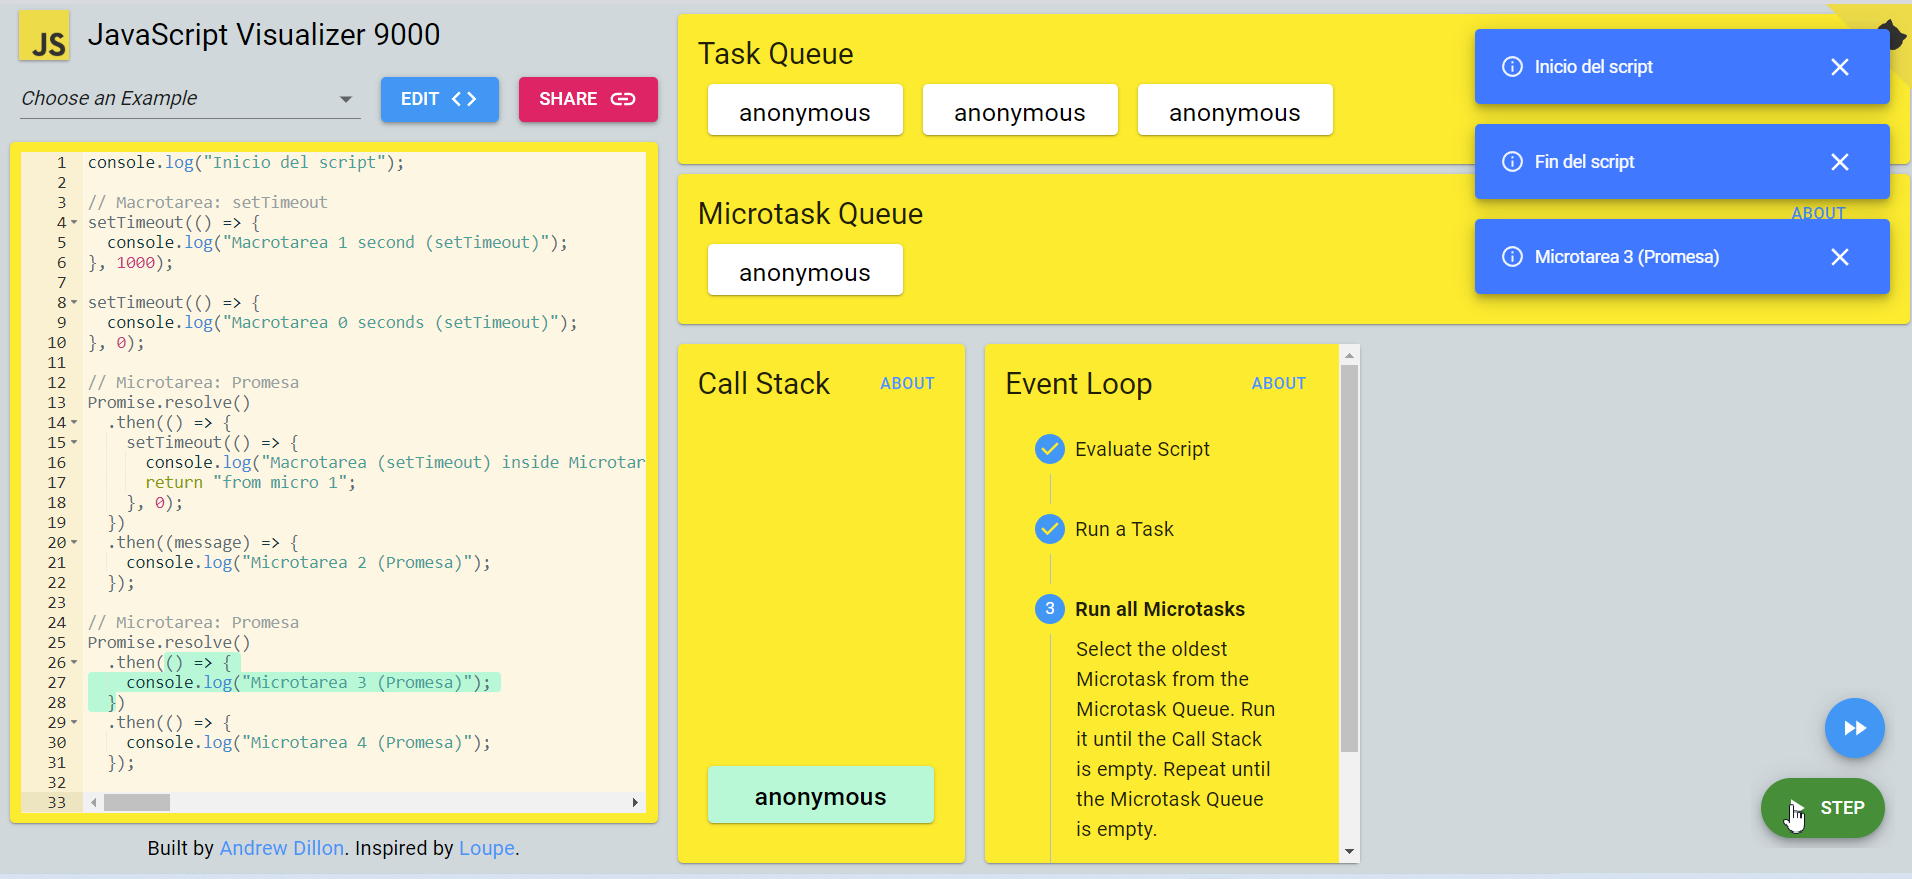 JS JavaScript Visualizer 9000
Choose an Example
EDIT
SHARE
1 console.log("Inicio del script");
2
3 // Macrotarea: setTimeout
4 setTimeout(() => {
5 console.log("Macrotarea 1 second (setTimeout)");
6 }, 1000);
7
8 setTimeout(() => {
9 console.log("Macrotarea 0 seconds (setTimeout)");
10 }, 0);
11
12 // Microtarea: Promesa
13 Promise.resolve()
14 .then(() => {
15 setTimeout(() => {
16 console.log("Macrotarea (setTimeout) inside Microtar
17 return "from micro 1";
18 }, 0);
19 })
20 .then((message) => {
21 console.log("Microtarea 2 (Promesa)");
22 });
23
24 // Microtarea: Promesa
25 Promise.resolve()
26 .then(() => {
27 console.log("Microtarea 3 (Promesa)");
28 })
29 .then(() => {
30 console.log("Microtarea 4 (Promesa)");
31 });
32
33
Built by Andrew Dillon. Inspired by Loupe.
Task Queue
anonymous anonymous anonymous
Microtask Queue
ABOUT
anonymous
Inicio del script
Fin del script
Microtarea 3 (Promesa)
Call Stack ABOUT
anonymous
Event Loop ABOUT
Evaluate Script
Run a Task
3 Run all Microtasks
Select the oldest
Microtask from the
Microtask Queue. Run
it until the Call Stack
is empty. Repeat until
the Microtask Queue
is empty.
STEP